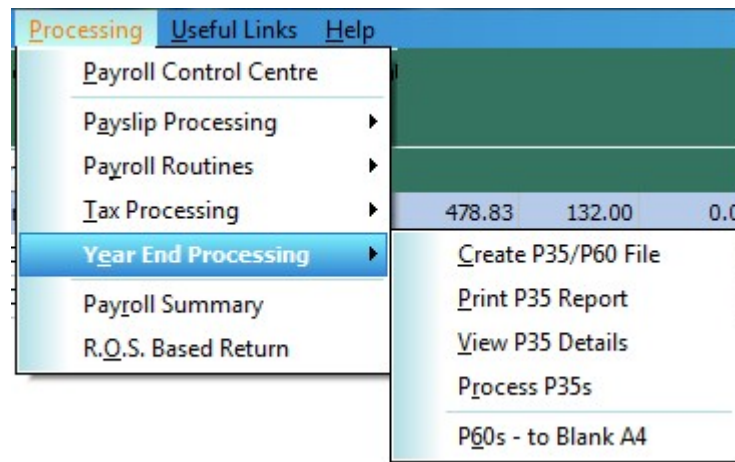 Processing Useful Links Help
Payroll Control Centre
Payslip Processing
Payroll Routines
Tax Processing
478.83 132.00
Year End Processing
Create P35/P60 File
Print P35 Report
View P35 Details
Process P35s
P60s - to Blank A4
Payroll Summary
R.O.S. Based Return